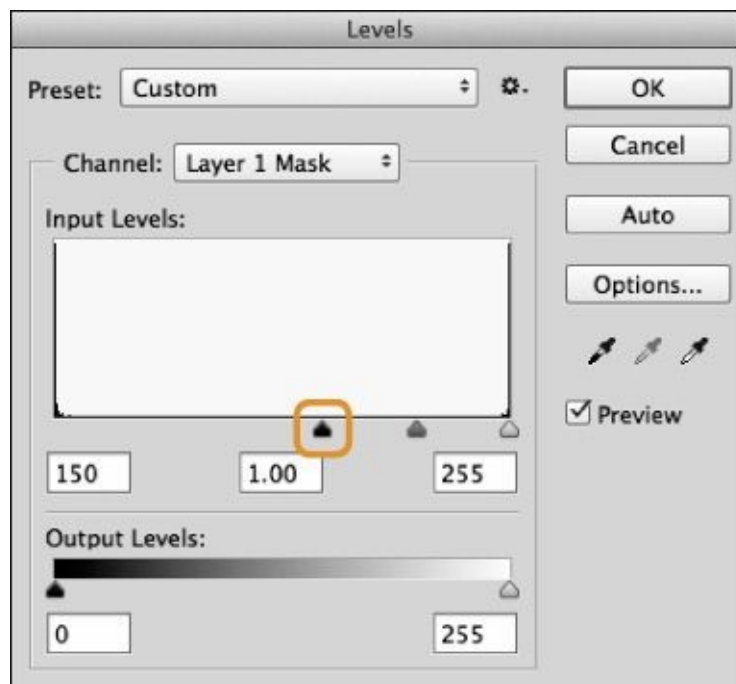 Levels
Preset: Custom
OK
Channel: Layer 1 Mask
Cancel
Input Levels:
Auto
Options...
Preview
150 1.00 255
Output Levels:
0 255